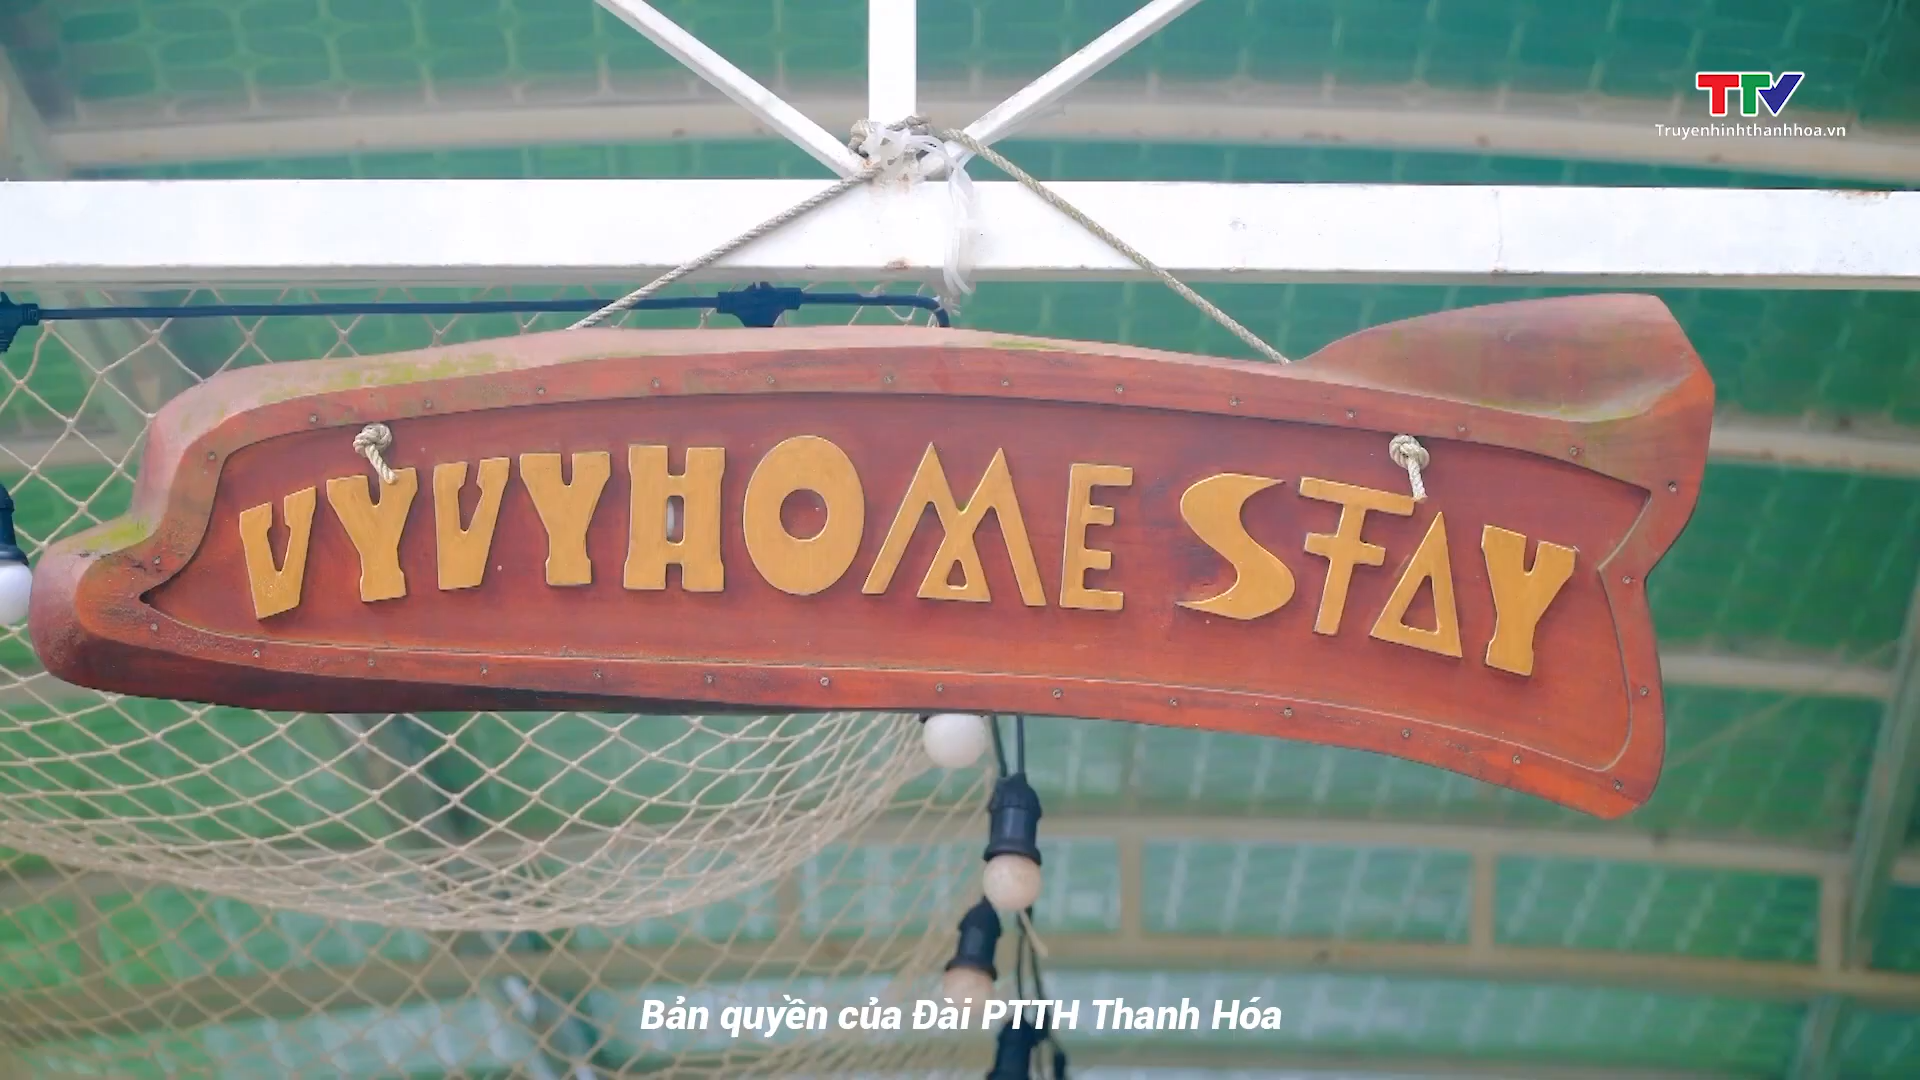 TTV
Truyenhinhthanhhoa.vn
VYVYHOME STAY
Bản quyền của Đài PTTH Thanh Hóa